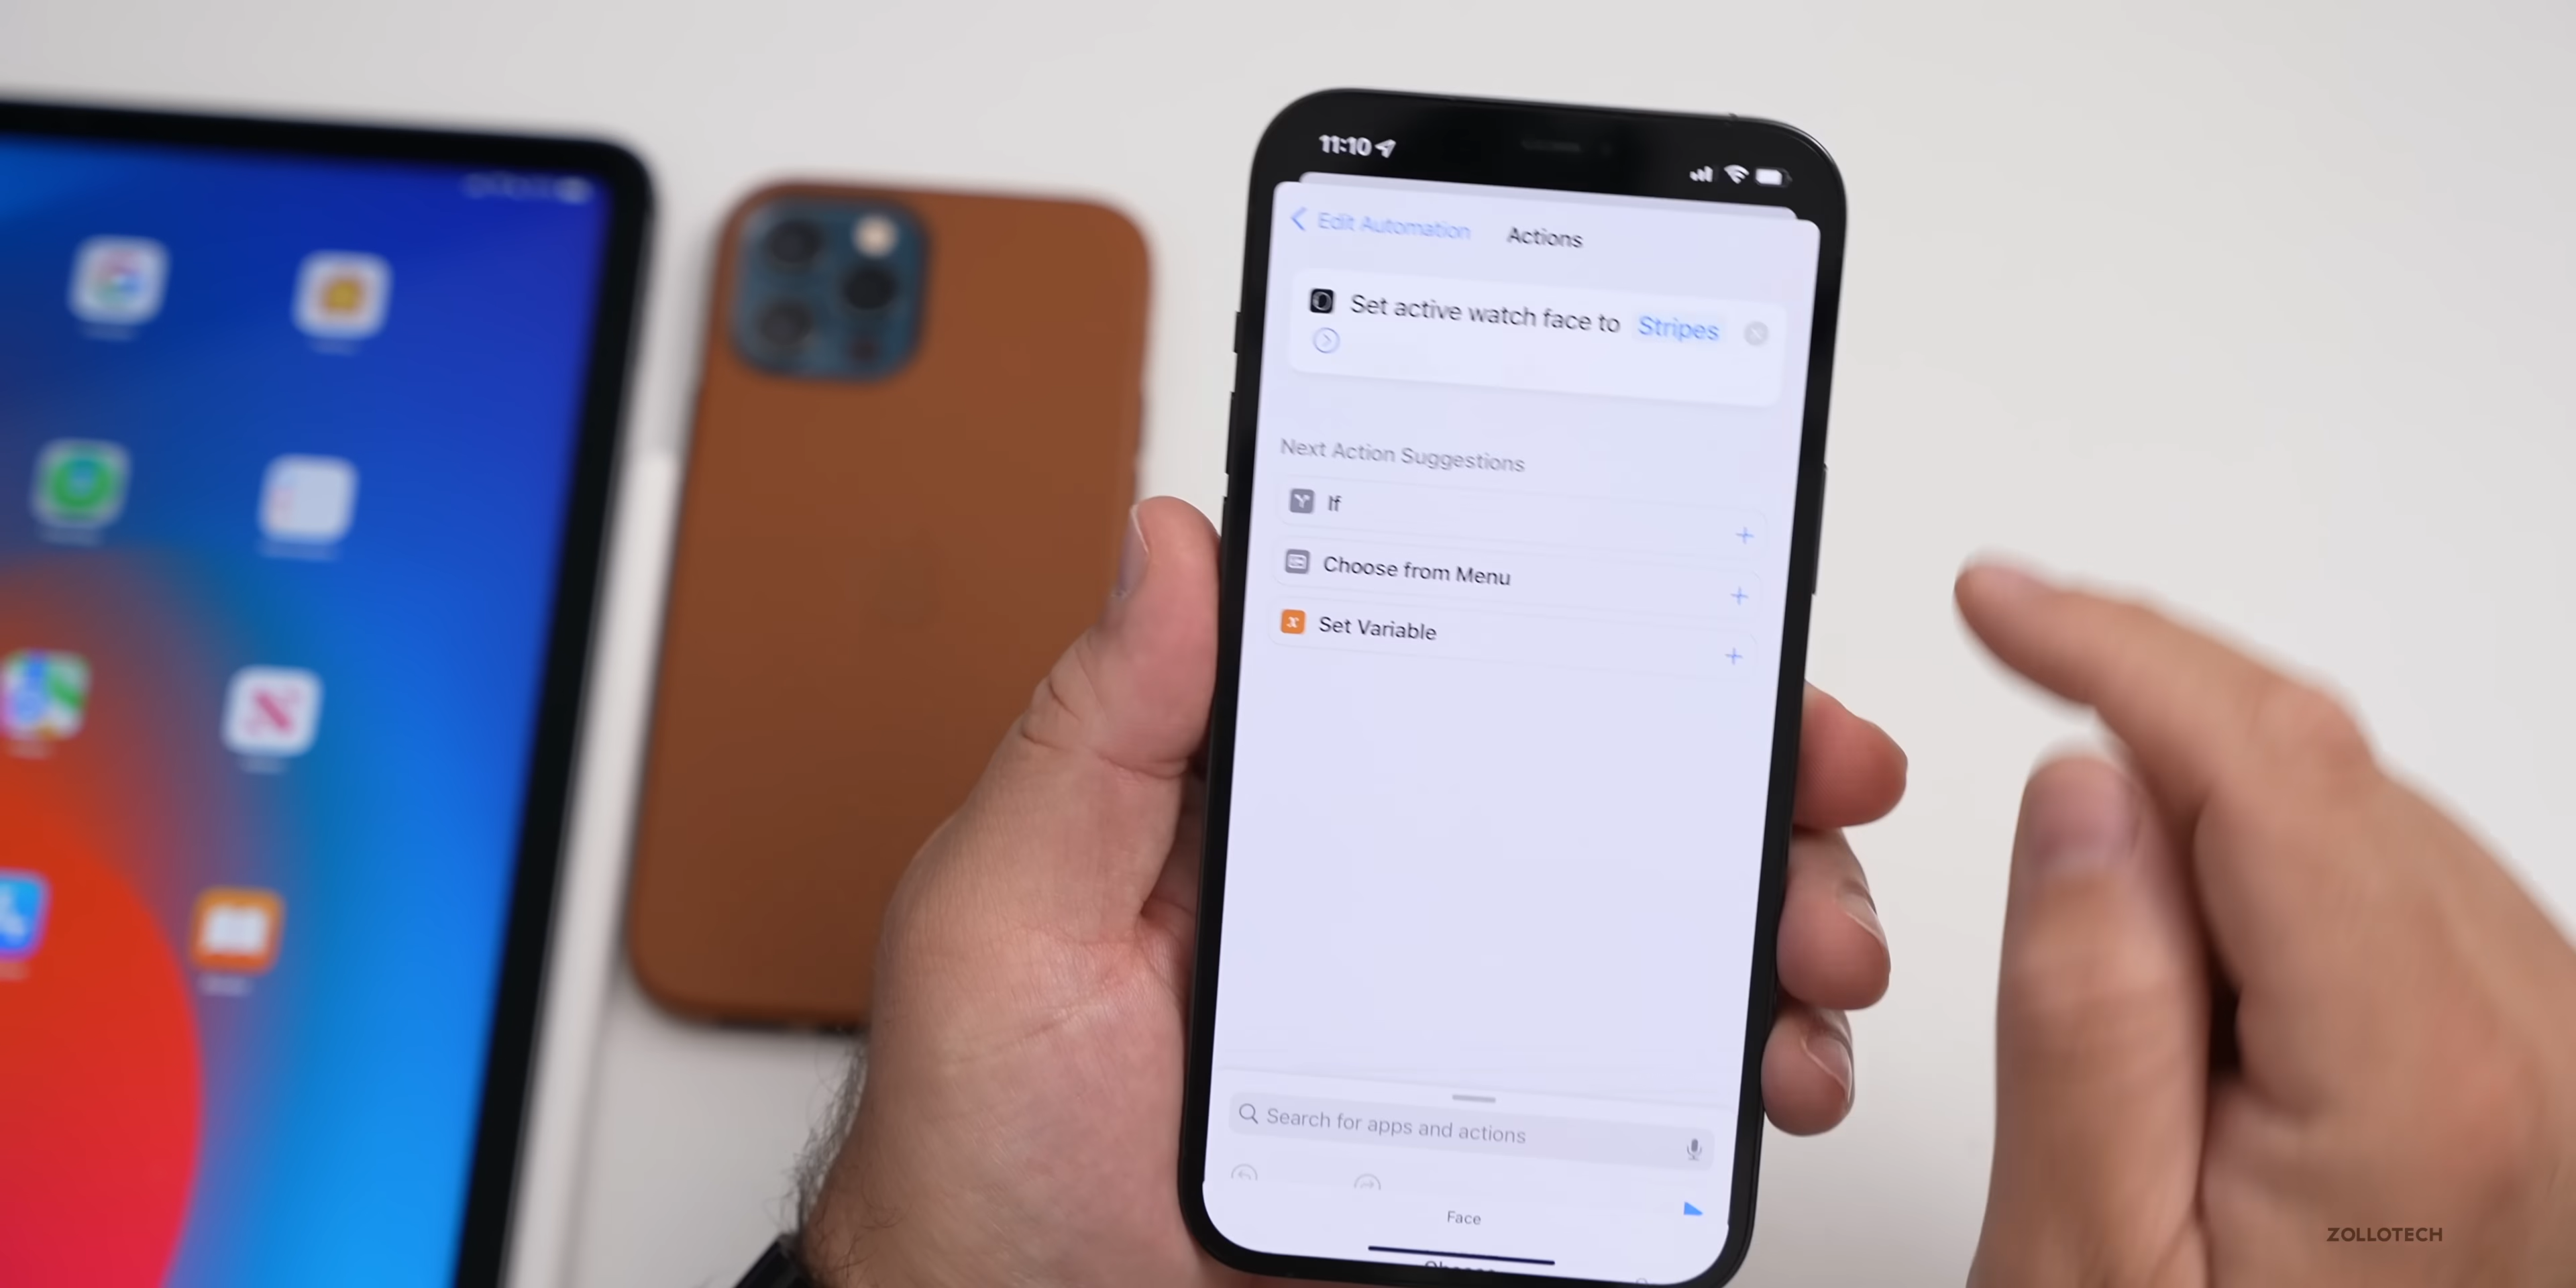 11:10
Edit Automation
Actions
Set active watch face to Stripes
Next Action Suggestions
If
Choose from Menu
Set Variable
Search for apps and actions
Face
ZOLLOTECH